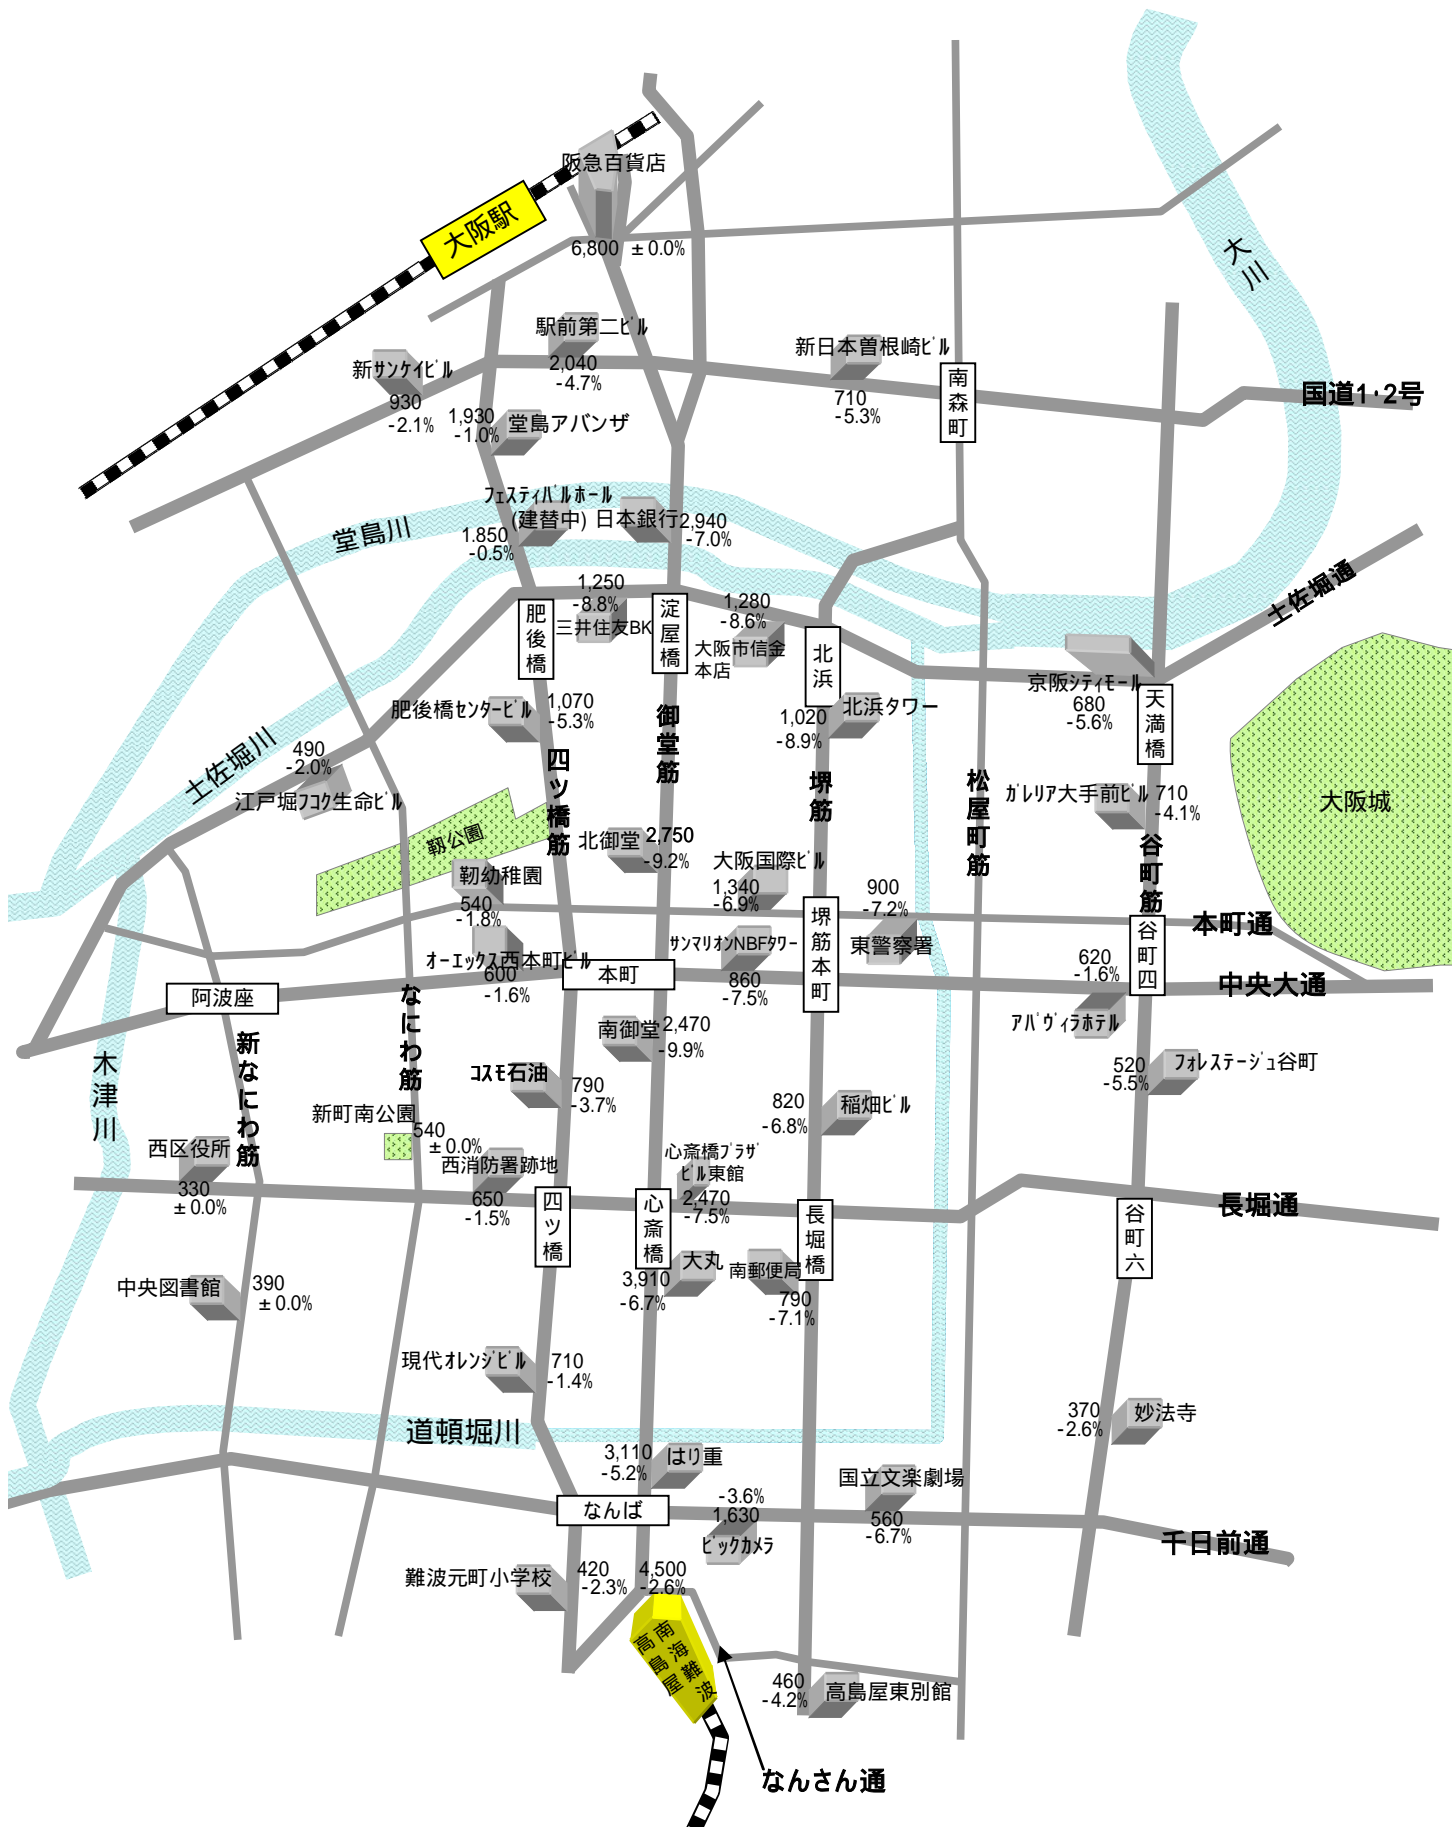 阪急百貨店
大阪駅
6,800 ±0.0%
大川
駅前第二ビル
2,040
-4.7%
新サンケイビル
930
-2.1%
新日本曽根崎ビル
710
-5.3%
南森町
国道1・2号
1,930
-1.0%
堂島アバンザ
フェスティバルホール
(建替中)
1.850
-0.5%
日本銀行
2,940
-7.0%
堂島川
土佐堀通
1,250
-8.8%
三井住友BK
肥後橋
淀屋橋
1,280
-8.6%
大阪市信金
本店
北浜
京阪シティモール
680
-5.6%
天満橋
肥後橋センタービル
1,070
-5.3%
御堂筋
1,020
-8.9%
北浜タワー
土佐堀川
490
-2.0%
江戸堀フコク生命ビル
四ツ橋筋
堺筋
松屋町筋
ガレリア大手前ビル
710
-4.1%
大阪城
谷町筋
靱公園
北御堂
2,750
-9.2%
大阪国際ビル
1,340
-6.9%
靭幼稚園
540
-1.8%
900
-7.2%
東警察署
本町通
オーエックス西本町ビル
600
-1.6%
本町
サンマリオンNBFタワー
860
-7.5%
堺筋本町
620
-1.6%
谷町四
中央大通
阿波座
アパヴィラホテル
なにわ筋
新なにわ筋
木津川
南御堂
2,470
-9.9%
コスモ石油
790
-3.7%
520
-5.5%
フォレステージュ谷町
820
-6.8%
稲畑ビル
新町南公園
540
±0.0%
西区役所
330
±0.0%
西消防署跡地
650
-1.5%
心斎橋プラザ
ビル東館
2,470
-7.5%
四ツ橋
心斎橋
長堀橋
谷町六
長堀通
大丸
3,910
-6.7%
南郵便局
790
-7.1%
中央図書館
390
±0.0%
現代オレンジビル
710
-1.4%
370
-2.6%
妙法寺
道頓堀川
3,110
-5.2%
はり重
国立文楽劇場
560
-6.7%
なんば
-3.6%
1,630
ビックカメラ
千日前通
難波元町小学校
420
-2.3%
4,500
-2.6%
南海難波
高島屋
460
-4.2%
高島屋東別館
なんさん通